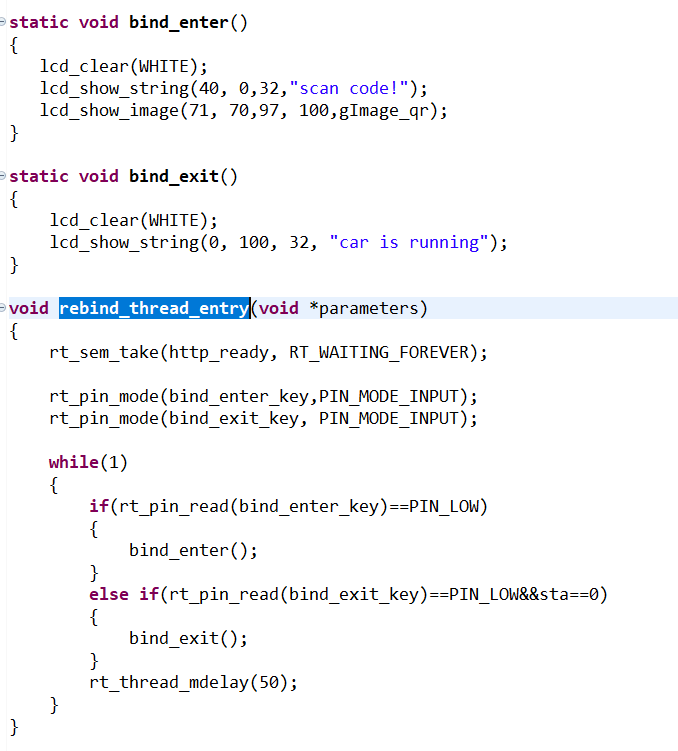 static void bind_enter()
{
   lcd_clear(WHITE);
   lcd_show_string(40, 0,32,"scan code!");
   lcd_show_image(71, 70,97, 100,gImage_qr);
}

static void bind_exit()
{
    lcd_clear(WHITE);
    lcd_show_string(0, 100, 32, "car is running");
}

void rebind_thread_entry(void *parameters)
{
    rt_sem_take(http_ready, RT_WAITING_FOREVER);

    rt_pin_mode(bind_enter_key,PIN_MODE_INPUT);
    rt_pin_mode(bind_exit_key, PIN_MODE_INPUT);

    while(1)
    {
        if(rt_pin_read(bind_enter_key)==PIN_LOW)
        {
            bind_enter();
        }
        else if(rt_pin_read(bind_exit_key)==PIN_LOW&&sta==0)
        {
            bind_exit();
        }
        rt_thread_mdelay(50);
    }
}